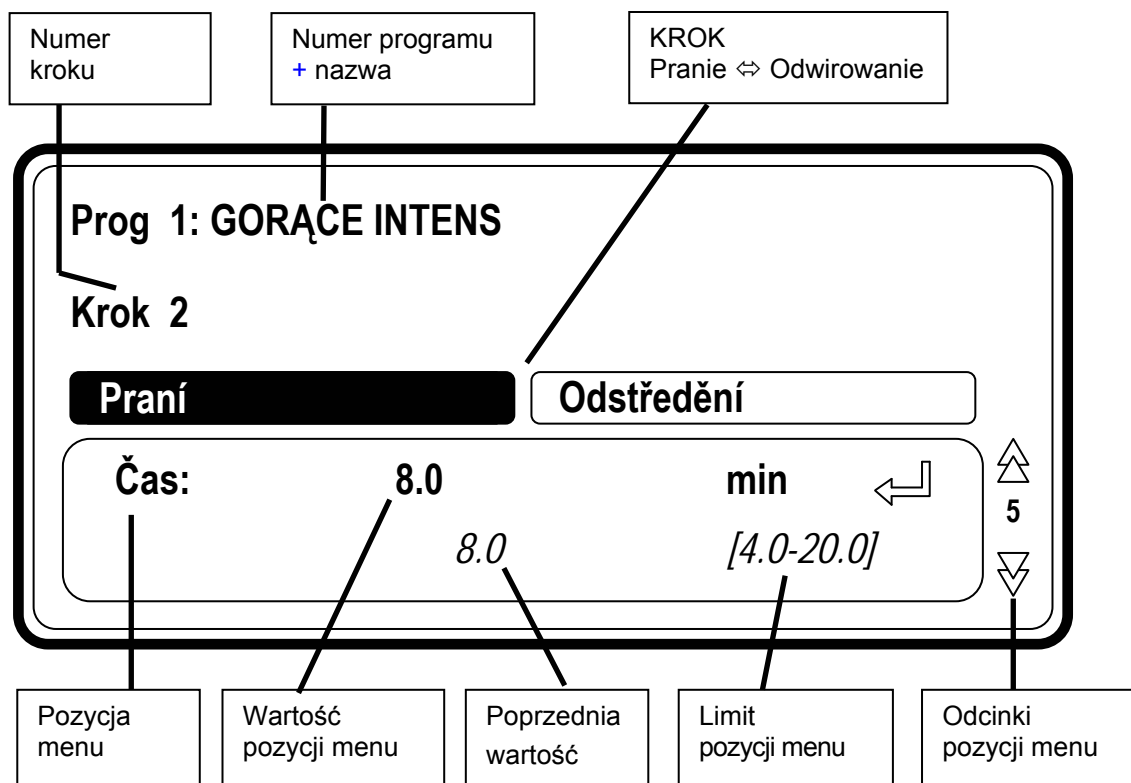 Numer
kroku
Numer programu
+ nazwa
KROK
Pranie ⇔ Odwirowanie
Prog 1: GORĄCE INTENS
Krok 2
Praní
Odstředění
Čas: 8.0 min
8.0 [4.0-20.0]
5
Pozycja
menu
Wartość
pozycji menu
Poprzednia
wartość
Limit
pozycji menu
Odcinki
pozycji menu